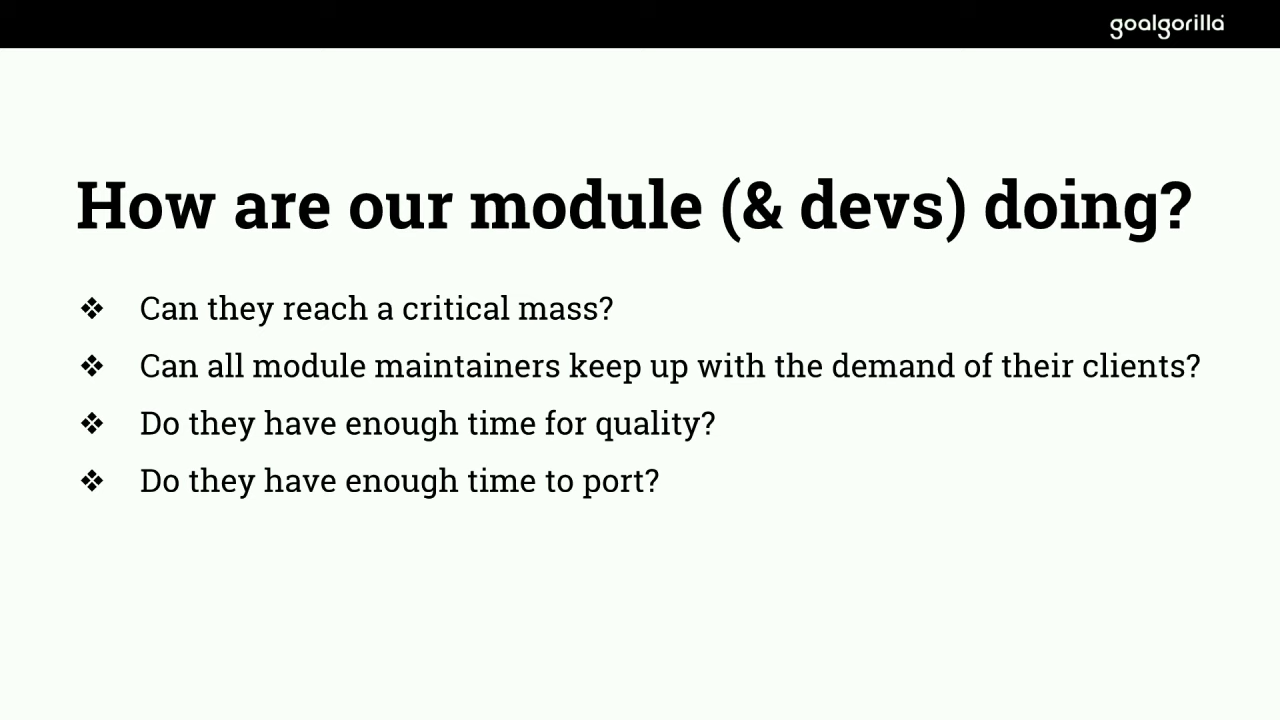 goalgorilla
How are our module (& devs) doing?
❖ Can they reach a critical mass?
❖ Can all module maintainers keep up with the demand of their clients?
❖ Do they have enough time for quality?
❖ Do they have enough time to port?